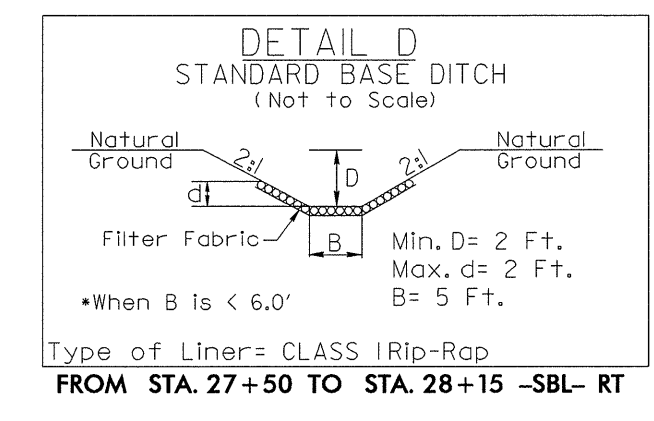 DETAIL D
STANDARD BASE DITCH
(Not to Scale)
Natural
Ground
2:1
D
2:1
Natural
Ground
d
Filter Fabric
B
Min. D= 2 Ft.
Max. d= 2 Ft.
B= 5 Ft.
*When B is < 6.0'
Type of Liner= CLASS I Rip-Rap
FROM STA. 27+50 TO STA. 28+15 -SBL- RT